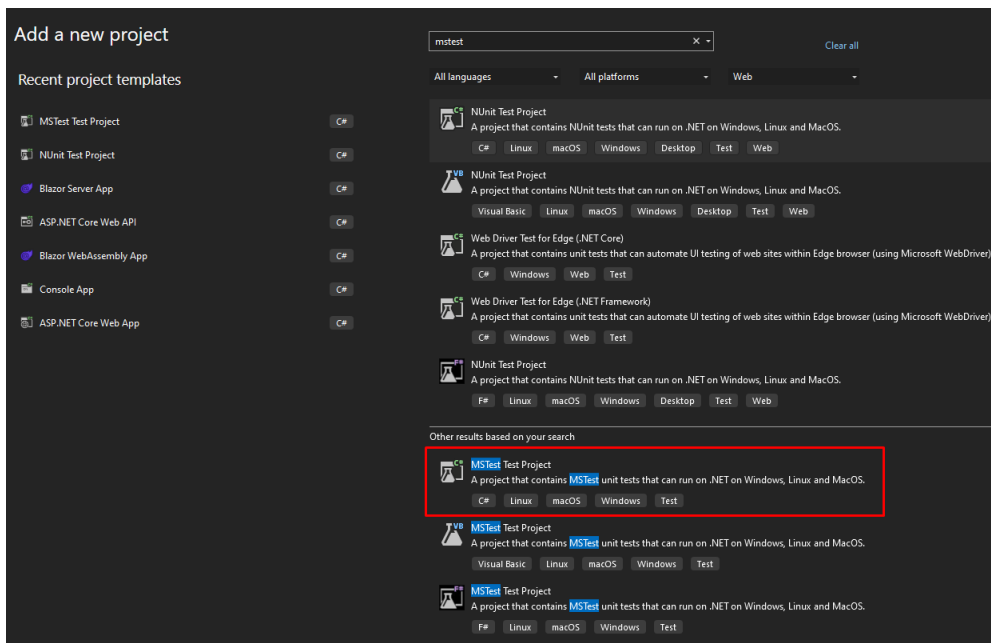 Add a new project
Recent project templates
MSTest Test Project C#
NUnit Test Project C#
Blazor Server App C#
ASP.NET Core Web API C#
Blazor WebAssembly App C#
Console App C#
ASP.NET Core Web App C#
mstest
Clear all
All languages All platforms Web
NUnit Test Project
A project that contains NUnit tests that can run on .NET on Windows, Linux and MacOS.
C# Linux macOS Windows Desktop Test Web
NUnit Test Project
A project that contains NUnit tests that can run on .NET on Windows, Linux and MacOS.
Visual Basic Linux macOS Windows Desktop Test Web
Web Driver Test for Edge (.NET Core)
A project that contains unit tests that can automate UI testing of web sites within Edge browser (using Microsoft WebDriver)
C# Windows Web Test
Web Driver Test for Edge (.NET Framework)
A project that contains unit tests that can automate UI testing of web sites within Edge browser (using Microsoft WebDriver)
C# Windows Web Test
NUnit Test Project
A project that contains NUnit tests that can run on .NET on Windows, Linux and MacOS.
F# Linux macOS Windows Desktop Test Web
Other results based on your search
MSTest Test Project
A project that contains MSTest unit tests that can run on .NET on Windows, Linux and MacOS.
C# Linux macOS Windows Test
MSTest Test Project
A project that contains MSTest unit tests that can run on .NET on Windows, Linux and MacOS.
Visual Basic Linux macOS Windows Test
MSTest Test Project
A project that contains MSTest unit tests that can run on .NET on Windows, Linux and MacOS.
F# Linux macOS Windows Test